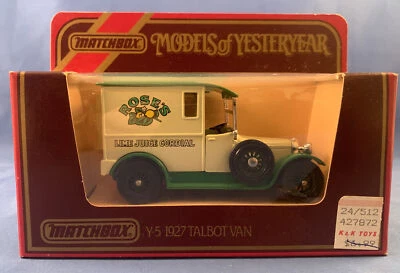 MATCHBOX
MODELS of YESTERYEAR
ROSE'S
LIME JUICE CORDIAL
MATCHBOX
Y-5 1927 TALBOT VAN
24/512
427872
K & K TOYS